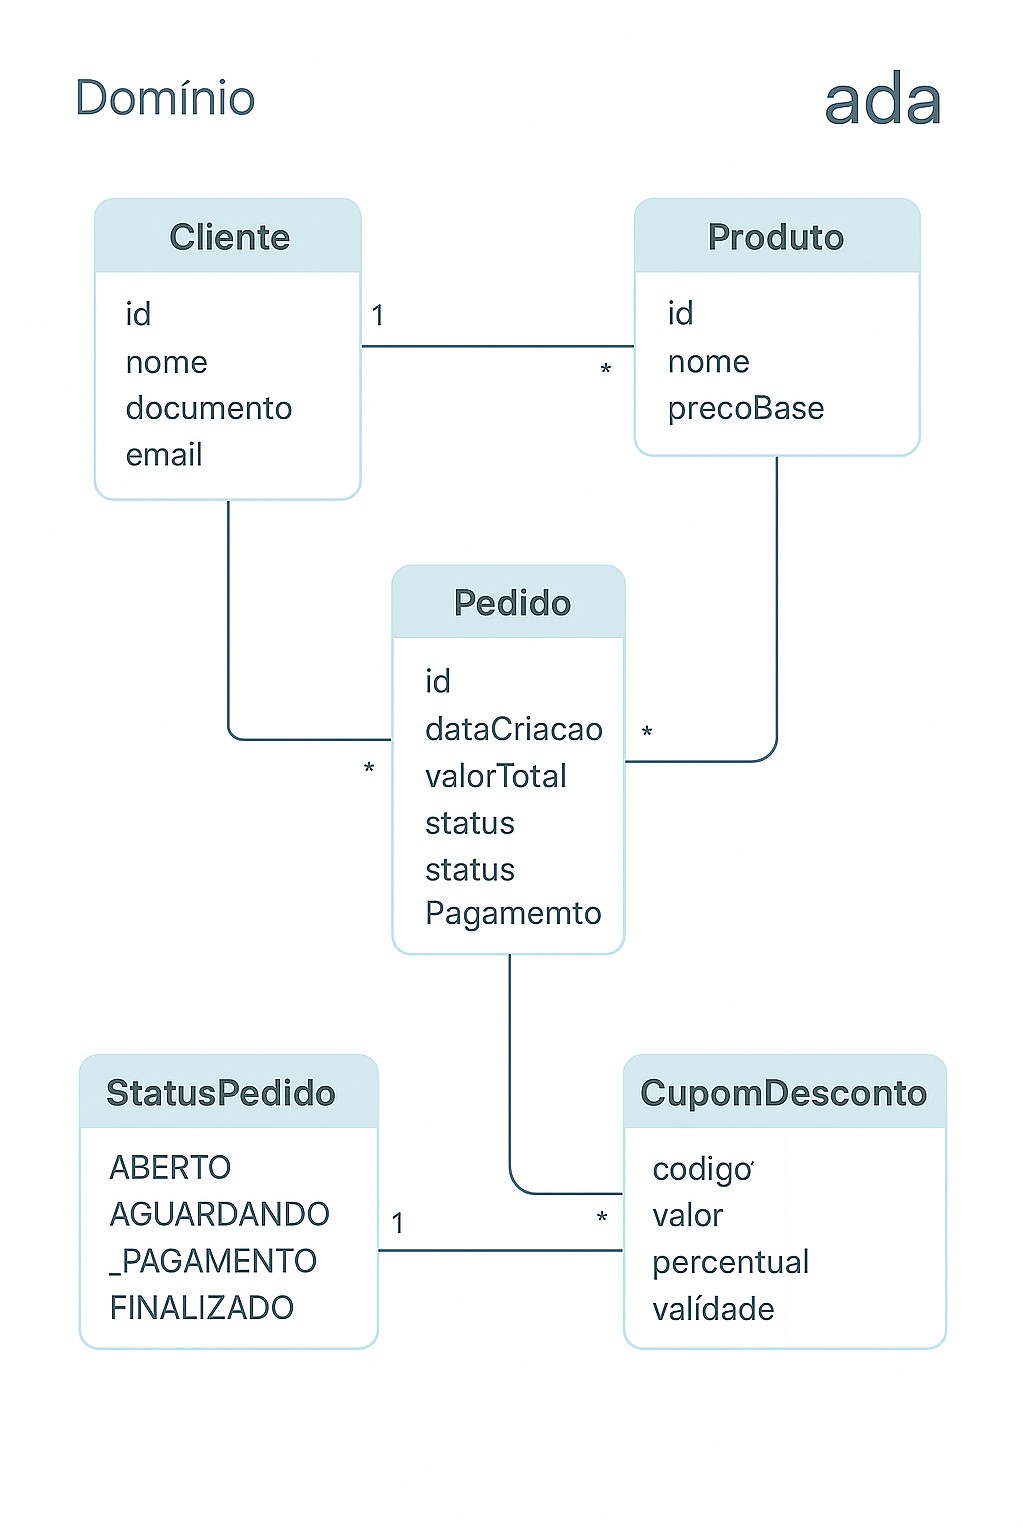 Domínio
ada
Cliente
id
nome
documento
email
1
*
Produto
id
nome
precoBase
Pedido
id
dataCriacao
valorTotal
status
status
Pagamemto
*
*
StatusPedido
ABERTO
AGUARDANDO
_PAGAMENTO
FINALIZADO
1
*
CupomDesconto
codigo´
valor
percentual
valídade